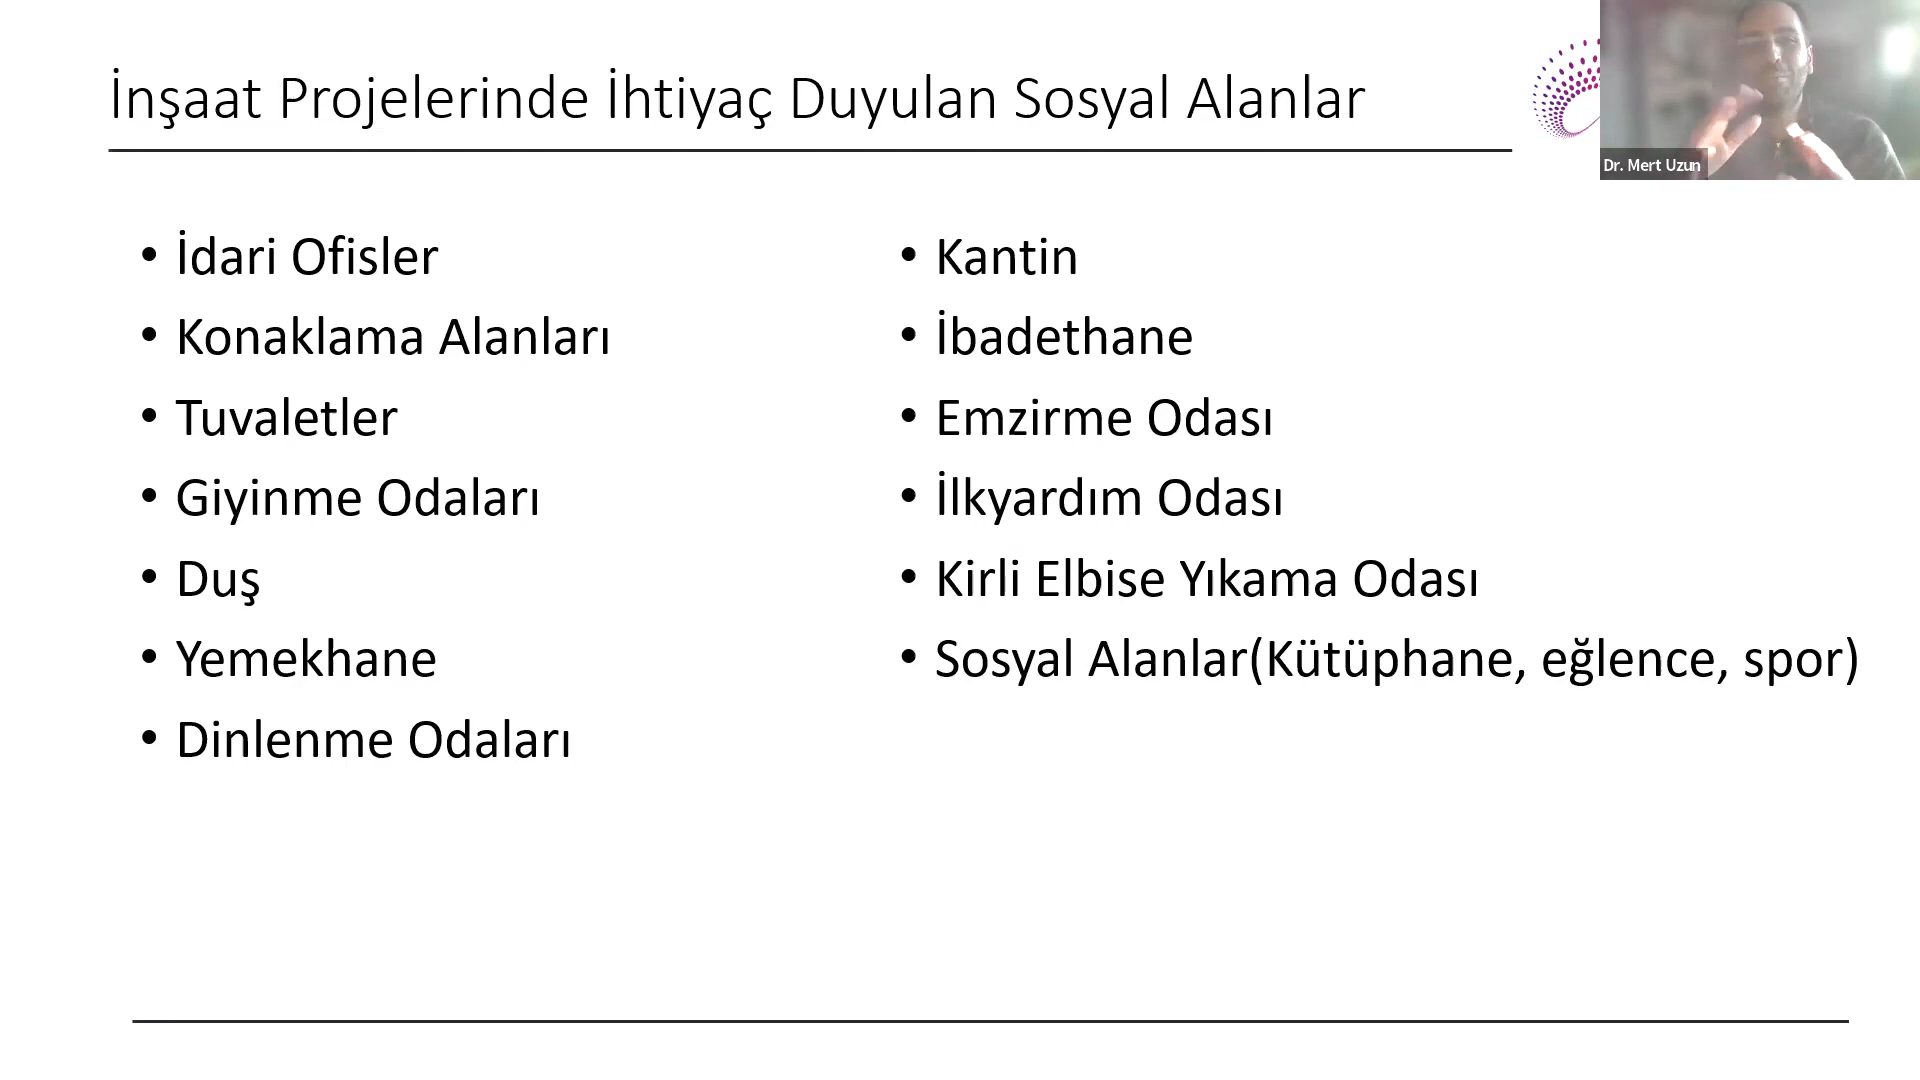 İnşaat Projelerinde İhtiyaç Duyulan Sosyal Alanlar
Dr. Mert Uzun
• İdari Ofisler
• Konaklama Alanları
• Tuvaletler
• Giyinme Odaları
• Duş
• Yemekhane
• Dinlenme Odaları
• Kantin
• İbadethane
• Emzirme Odası
• İlkyardım Odası
• Kirli Elbise Yıkama Odası
• Sosyal Alanlar(Kütüphane, eğlence, spor)